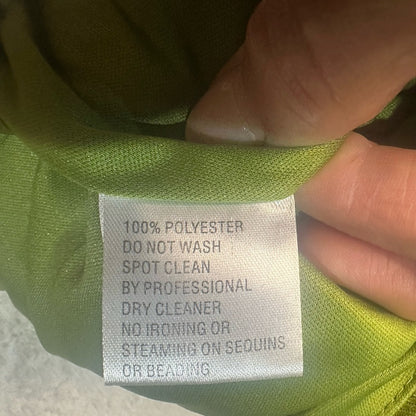 100% POLYESTER
DO NOT WASH
SPOT CLEAN
BY PROFESSIONAL
DRY CLEANER
NO IRONING OR
STEAMING ON SEQUINS
OR BEADING